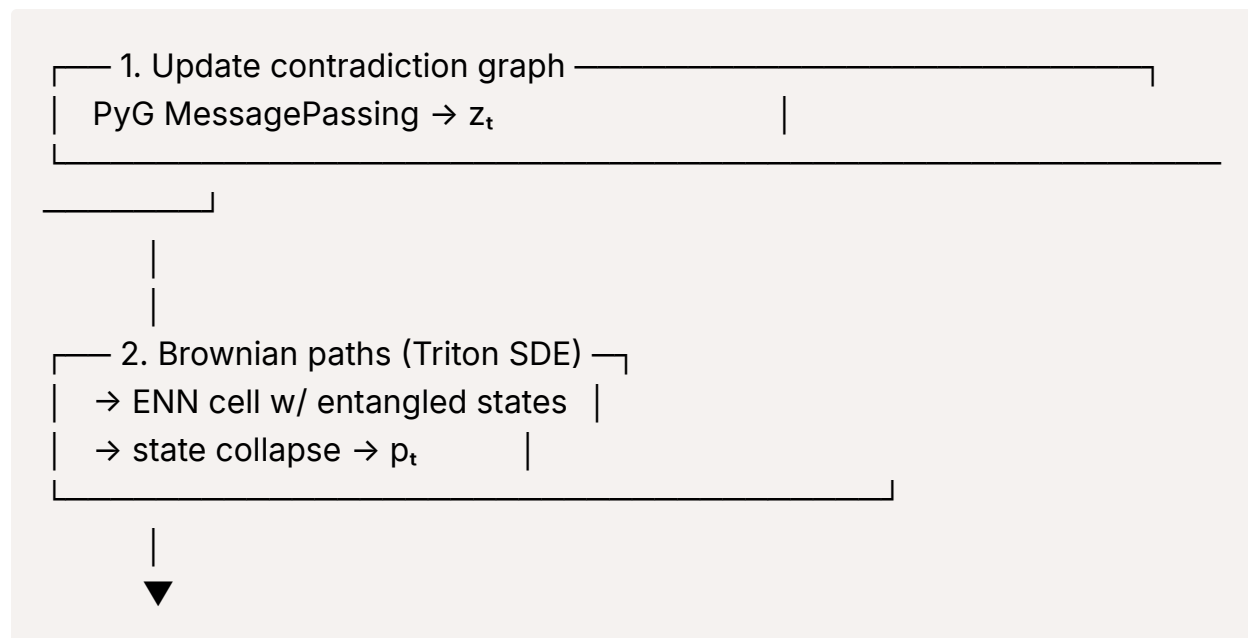 ┌── 1. Update contradiction graph ──────────────────────┐
│ PyG MessagePassing → zₜ │
└──────────────────────────────────────────────
───────┘
│
│
┌── 2. Brownian paths (Triton SDE) ─┐
│ → ENN cell w/ entangled states │
│ → state collapse → pₜ │
└─────────────────────────────────┘
│
▼